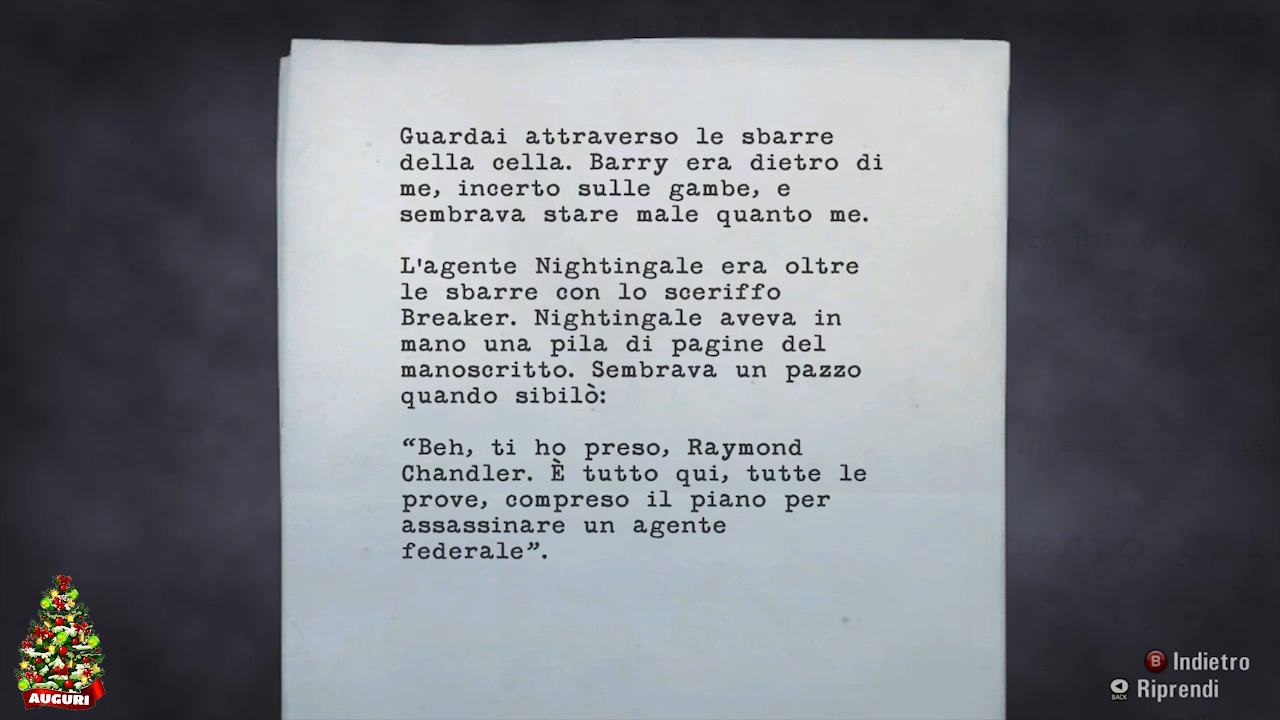 Guardai attraverso le sbarre
della cella. Barry era dietro di
me, incerto sulle gambe, e
sembrava stare male quanto me.
L'agente Nightingale era oltre
le sbarre con lo sceriffo
Breaker. Nightingale aveva in
mano una pila di pagine del
manoscritto. Sembrava un pazzo
quando sibilò:
“Beh, ti ho preso, Raymond
Chandler. È tutto qui, tutte le
prove, compreso il piano per
assassinare un agente
federale”.
AUGURI
B Indietro
BACK Riprendi